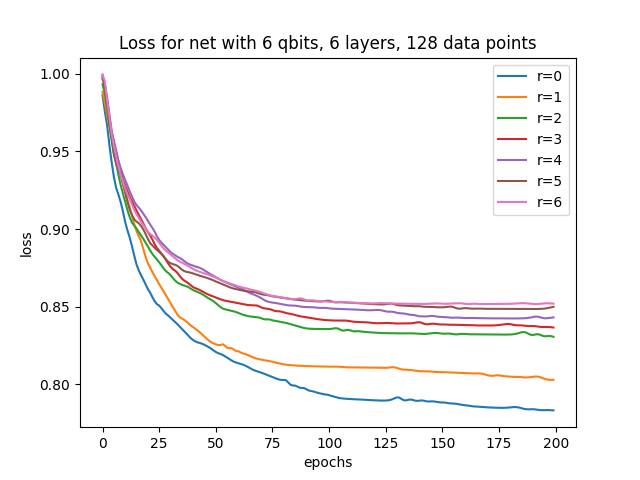 Loss for net with 6 qbits, 6 layers, 128 data points
1.00
0.95
0.90
0.85
0.80
loss
r=0
r=1
r=2
r=3
r=4
r=5
r=6
0 25 50 75 100 125 150 175 200
epochs